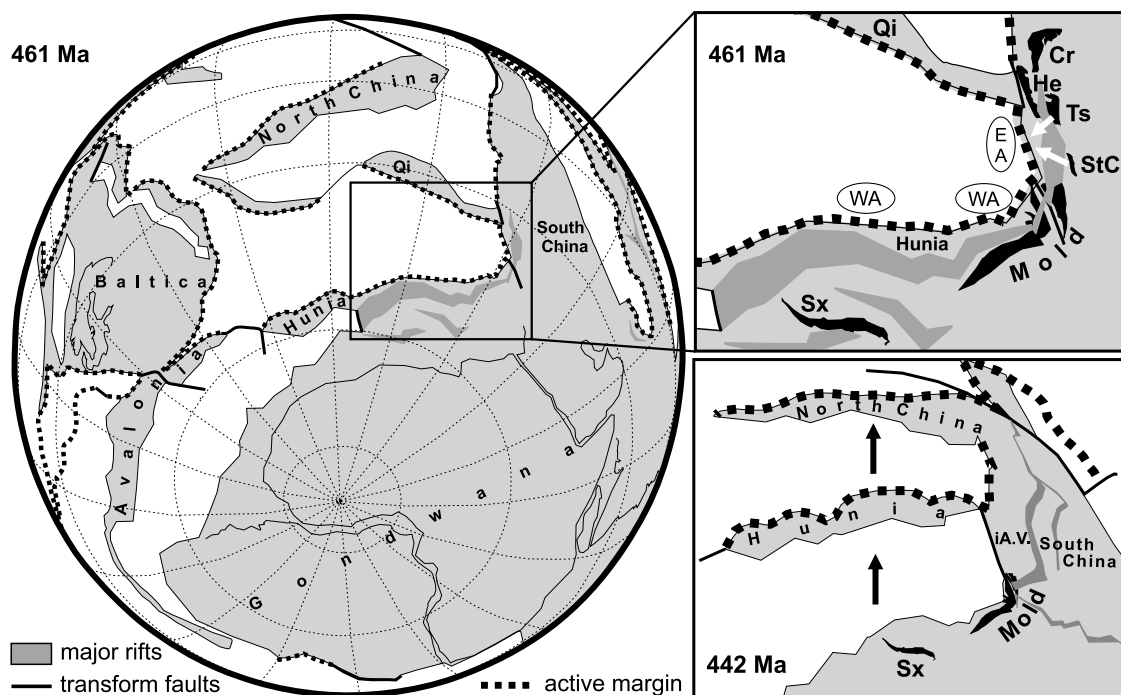 461 Ma
North China
Qi
South
China
Baltica
Hunia
Avalonia
Gondwana
major rifts
transform faults
active margin
461 Ma
Qi
Cr
He
Ts
E
A
StC
WA
WA
Hunia
Mold
Sx
North China
Hunia
iA.V.
South
China
Mold
Sx
442 Ma